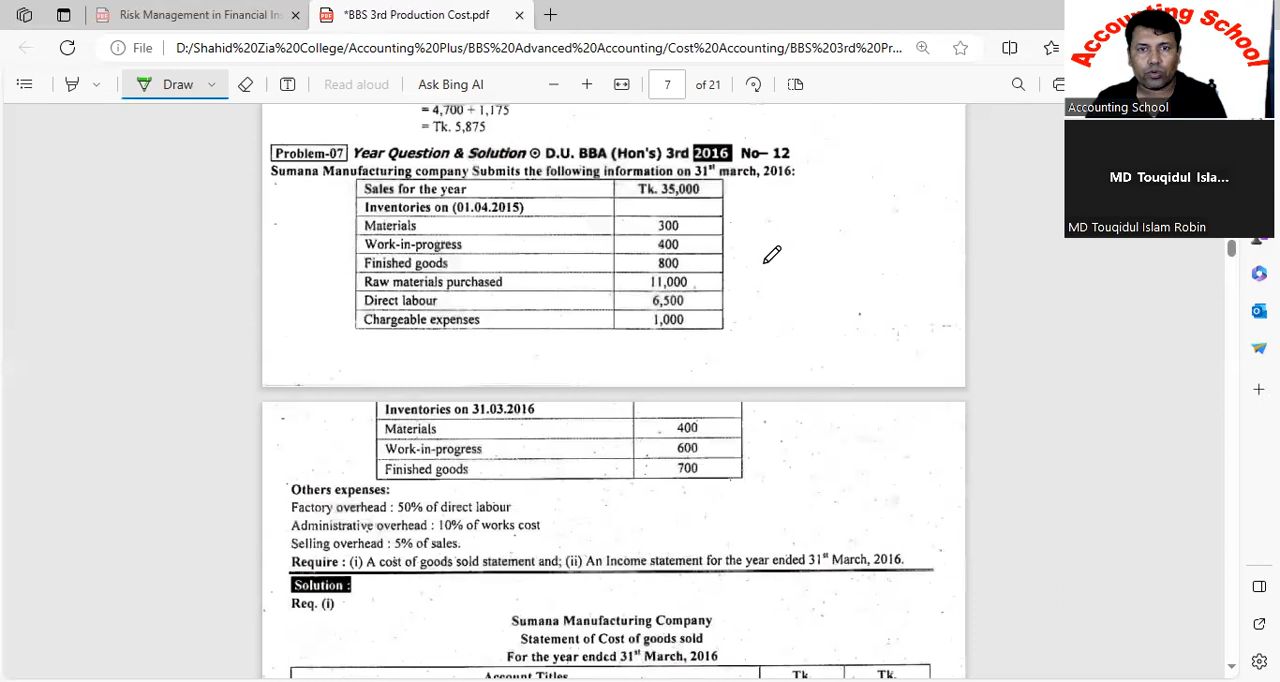 Risk Management in Financial Ins
*BBS 3rd Production Cost.pdf
File
D:/Shahid%20Zia%20College/Accounting%20Plus/BBS%20Advanced%20Accounting/Cost%20Accounting/BBS%203rd%20Pr...
Draw
Read aloud
Ask Bing AI
7
of 21
Accounting School
Accounting School
MD Touqidul Isla...
MD Touqidul Islam Robin
= 4,700 + 1,175
= Tk. 5,875
Problem-07 Year Question & Solution ⊙ D.U. BBA (Hon's) 3rd 2016 No– 12
Sumana Manufacturing company Submits the following information on 31st march, 2016:
Sales for the year Tk. 35,000
Inventories on (01.04.2015)
Materials 300
Work-in-progress 400
Finished goods 800
Raw materials purchased 11,000
Direct labour 6,500
Chargeable expenses 1,000
Inventories on 31.03.2016
Materials 400
Work-in-progress 600
Finished goods 700
Others expenses:
Factory overhead : 50% of direct labour
Administrative overhead : 10% of works cost
Selling overhead : 5% of sales.
Require : (i) A cost of goods sold statement and; (ii) An Income statement for the year ended 31st March, 2016.
Solution :
Req. (i)
Sumana Manufacturing Company
Statement of Cost of goods sold
For the year ended 31st March, 2016
Account Titles Tk. Tk.